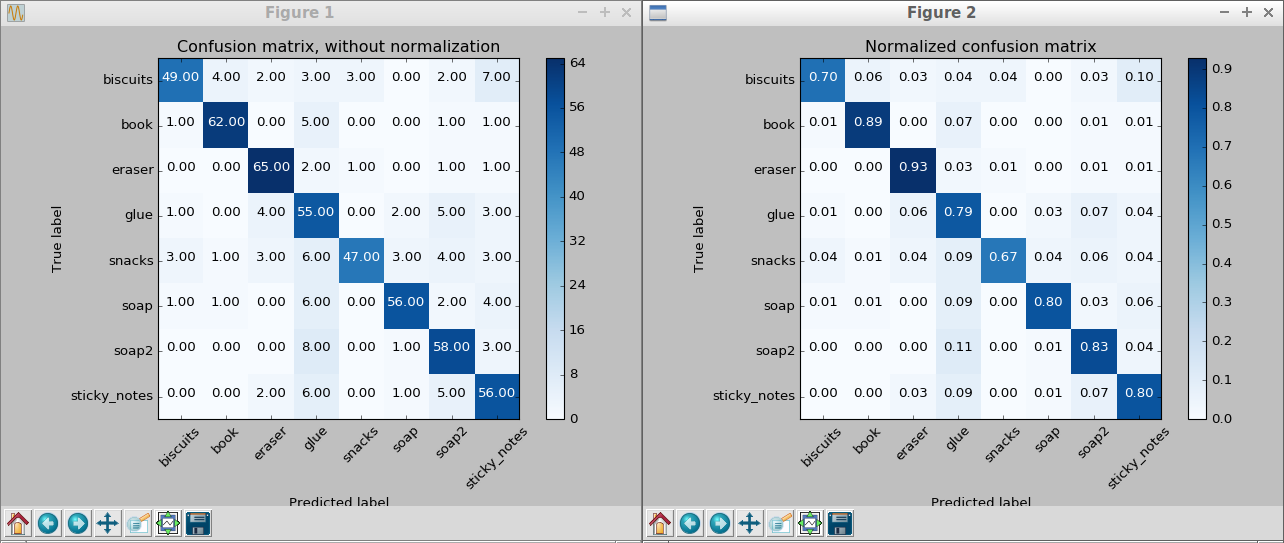 Figure 1
Confusion matrix, without normalization
biscuits 49.00 4.00 2.00 3.00 3.00 0.00 2.00 7.00
book 1.00 62.00 0.00 5.00 0.00 0.00 1.00 1.00
eraser 0.00 0.00 65.00 2.00 1.00 0.00 1.00 1.00
glue 1.00 0.00 4.00 55.00 0.00 2.00 5.00 3.00
snacks 3.00 1.00 3.00 6.00 47.00 3.00 4.00 3.00
soap 1.00 1.00 0.00 6.00 0.00 56.00 2.00 4.00
soap2 0.00 0.00 0.00 8.00 0.00 1.00 58.00 3.00
sticky_notes 0.00 0.00 2.00 6.00 0.00 1.00 5.00 56.00
True label
biscuits book eraser glue snacks soap soap2 sticky_notes
Predicted label
64
56
48
40
32
24
16
8
0
Figure 2
Normalized confusion matrix
biscuits 0.70 0.06 0.03 0.04 0.04 0.00 0.03 0.10
book 0.01 0.89 0.00 0.07 0.00 0.00 0.01 0.01
eraser 0.00 0.00 0.93 0.03 0.01 0.00 0.01 0.01
glue 0.01 0.00 0.06 0.79 0.00 0.03 0.07 0.04
snacks 0.04 0.01 0.04 0.09 0.67 0.04 0.06 0.04
soap 0.01 0.01 0.00 0.09 0.00 0.80 0.03 0.06
soap2 0.00 0.00 0.00 0.11 0.00 0.01 0.83 0.04
sticky_notes 0.00 0.00 0.03 0.09 0.00 0.01 0.07 0.80
True label
biscuits book eraser glue snacks soap soap2 sticky_notes
Predicted label
0.9
0.8
0.7
0.6
0.5
0.4
0.3
0.2
0.1
0.0